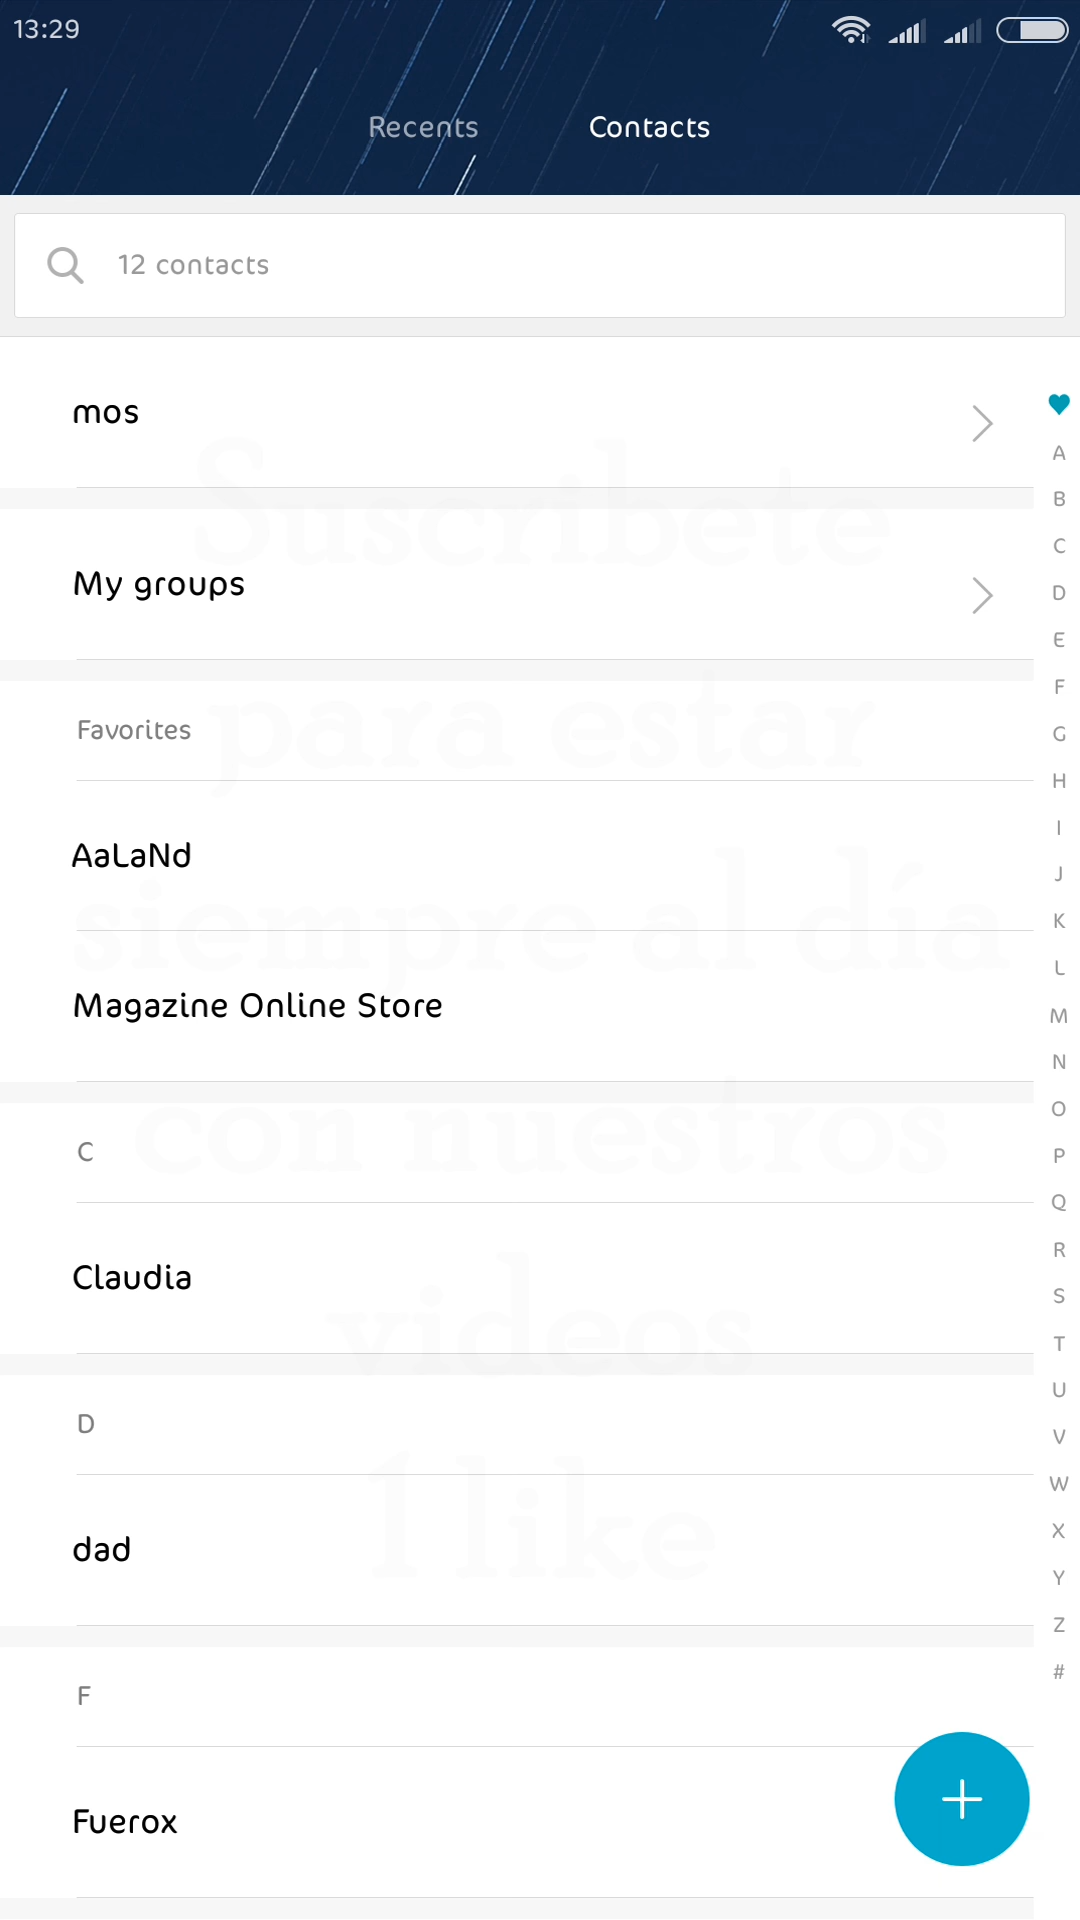 13:29
Recents Contacts
12 contacts
mos
Suscribete
My groups
para estar
Favorites
AaLaNd
siempre al día
Magazine Online Store
con nuestros
C
Claudia
videos
D
1 like
dad
F
Fuerox
A
B
C
D
E
F
G
H
I
J
K
L
M
N
O
P
Q
R
S
T
U
V
W
X
Y
Z
#